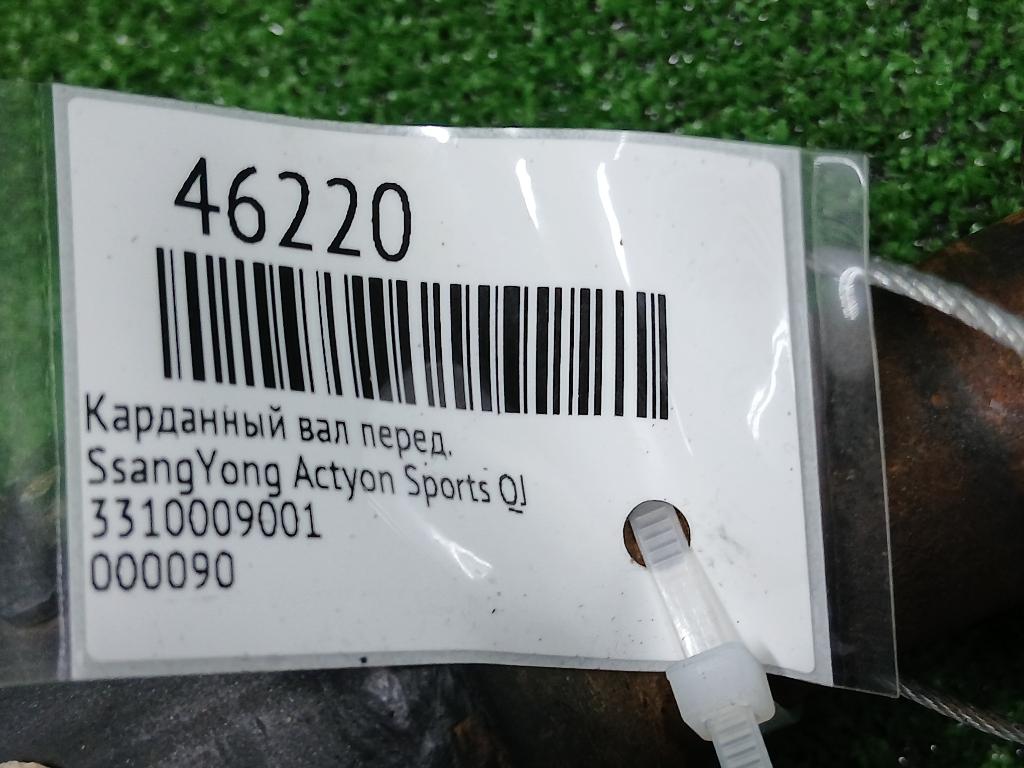 46220
Карданный вал перед.
SsangYong Actyon Sports QJ
3310009001
000090